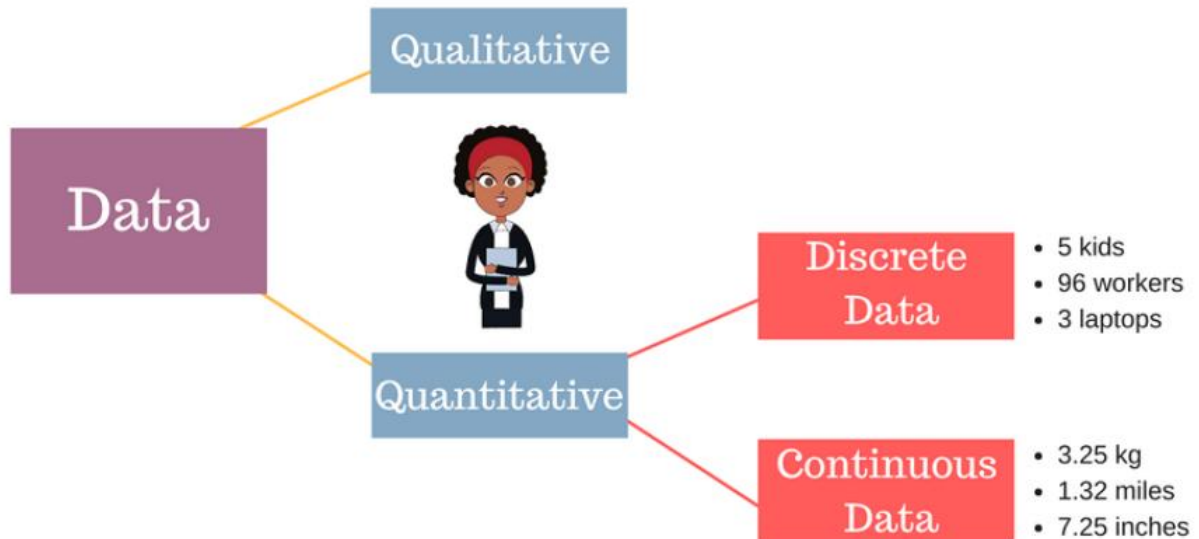 Qualitative
Data
Quantitative
Discrete
Data
• 5 kids
• 96 workers
• 3 laptops
Continuous
Data
• 3.25 kg
• 1.32 miles
• 7.25 inches